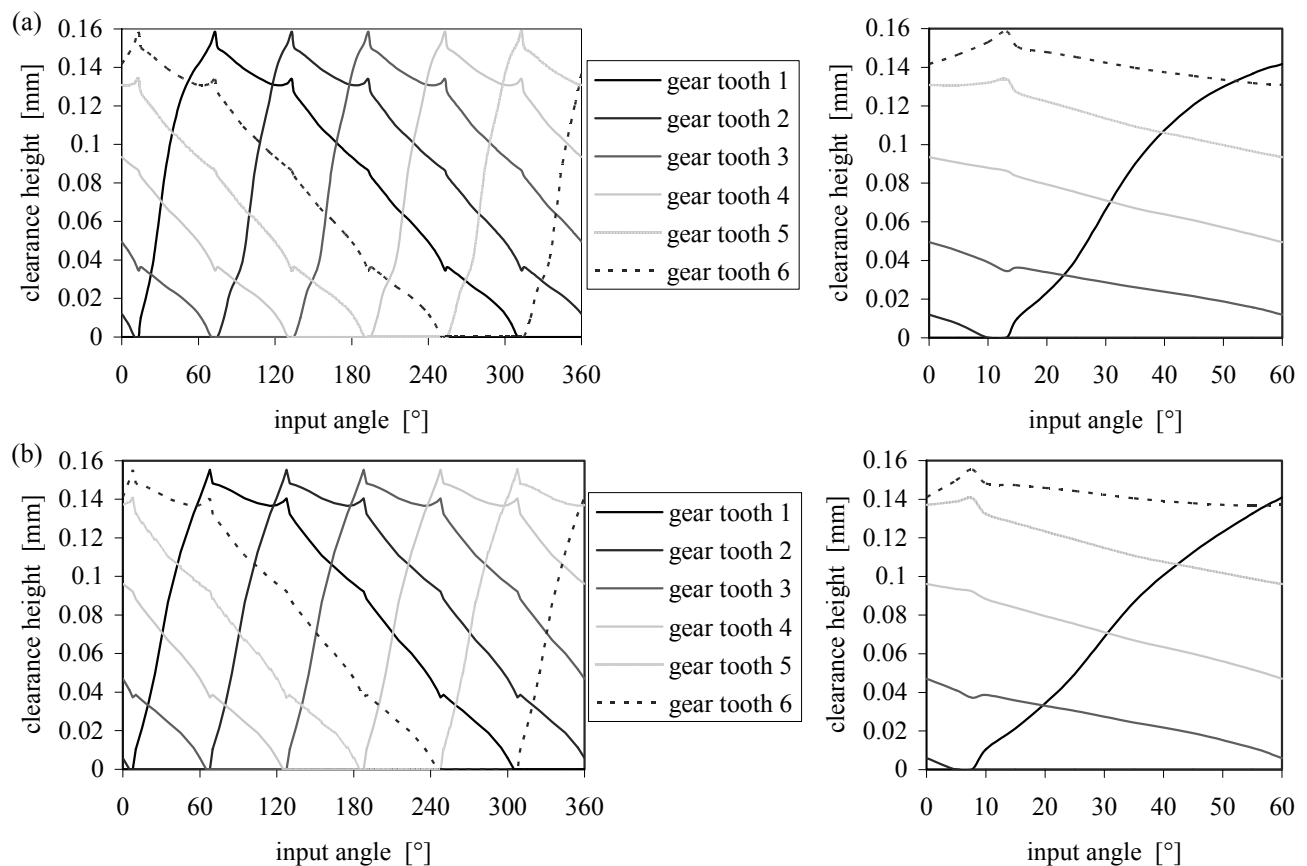 (a)
clearance height [mm]
0.16
0.14
0.12
0.1
0.08
0.06
0.04
0.02
0
0 60 120 180 240 300 360
input angle [°]
gear tooth 1
gear tooth 2
gear tooth 3
gear tooth 4
gear tooth 5
gear tooth 6
clearance height [mm]
0.16
0.14
0.12
0.1
0.08
0.06
0.04
0.02
0
0 10 20 30 40 50 60
input angle [°]
(b)
clearance height [mm]
0.16
0.14
0.12
0.1
0.08
0.06
0.04
0.02
0
0 60 120 180 240 300 360
input angle [°]
gear tooth 1
gear tooth 2
gear tooth 3
gear tooth 4
gear tooth 5
gear tooth 6
clearance height [mm]
0.16
0.14
0.12
0.1
0.08
0.06
0.04
0.02
0
0 10 20 30 40 50 60
input angle [°]